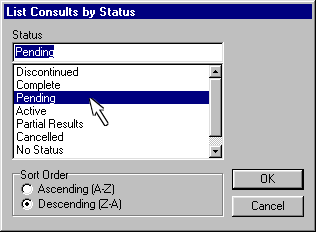 List Consults by Status
Status
Pending
Discontinued
Complete
Pending
Active
Partial Results
Cancelled
No Status
Sort Order
Ascending (A-Z)
Descending (Z-A)
OK
Cancel